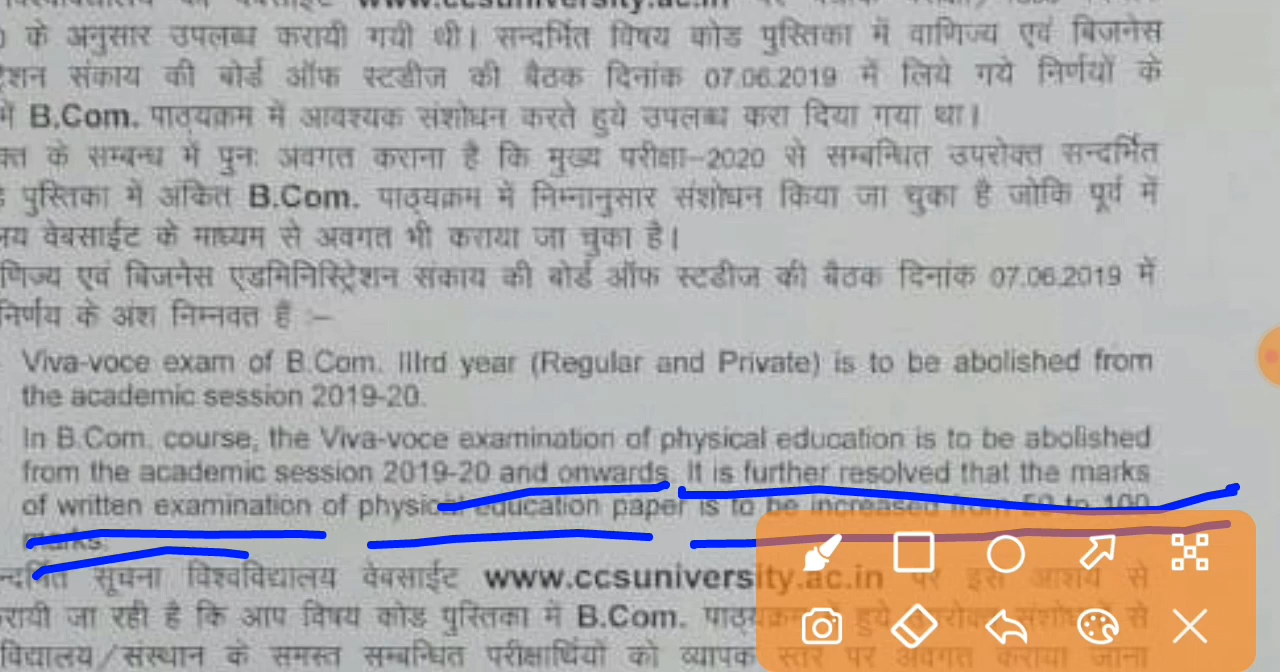 www.ccsuniversity.ac.in
के अनुसार उपलब्ध करायी गयी थी। सन्दर्भित विषय कोड पुस्तिका में वाणिज्य एवं बिजनेस
संकाय की बोर्ड ऑफ स्टडीज की बैठक दिनांक 07.06.2019 में लिये गये निर्णयों के
में B.Com. पाठ्यक्रम में आवश्यक संशोधन करते हुये उपलब्ध करा दिया गया था।
के सम्बन्ध में पुनः अवगत कराना है कि मुख्य परीक्षा–2020 से सम्बन्धित उपरोक्त सन्दर्भित
पुस्तिका में अंकित B.Com. पाठ्यक्रम में निम्नानुसार संशोधन किया जा चुका है जोकि पूर्व में
वेबसाईट के माध्यम से अवगत भी कराया जा चुका है।
एवं बिजनेस एडमिनिस्ट्रेशन संकाय की बोर्ड ऑफ स्टडीज की बैठक दिनांक 07.06.2019 में
निर्णय के अंश निम्नवत हैं :–
Viva-voce exam of B.Com. IIIrd year (Regular and Private) is to be abolished from
the academic session 2019-20.
In B.Com. course, the Viva-voce examination of physical education is to be abolished
from the academic session 2019-20 and onwards. It is further resolved that the marks
of written examination of physical education paper is to be increased from 50 to 100
marks.
सूचना विश्वविद्यालय वेबसाईट www.ccsuniversity.ac.in पर इस आशय से
जा रही है कि आप विषय कोड पुस्तिका में B.Com. हुये से
विद्यालय/संस्थान के समस्त सम्बन्धित परीक्षार्थियों को व्यापक स्तर पर अवगत कराया जाना